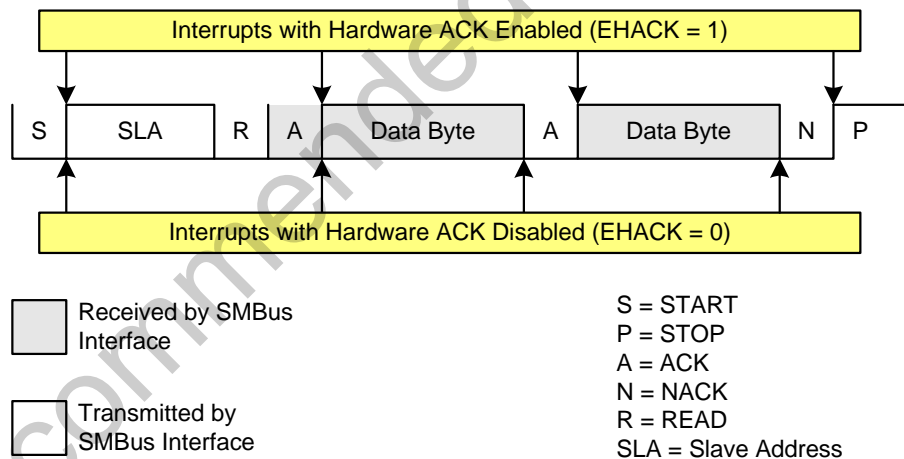 Interrupts with Hardware ACK Enabled (EHACK = 1)
S SLA R A Data Byte A Data Byte N P
Interrupts with Hardware ACK Disabled (EHACK = 0)
Received by SMBus
Interface
Transmitted by
SMBus Interface
S = START
P = STOP
A = ACK
N = NACK
R = READ
SLA = Slave Address
commended